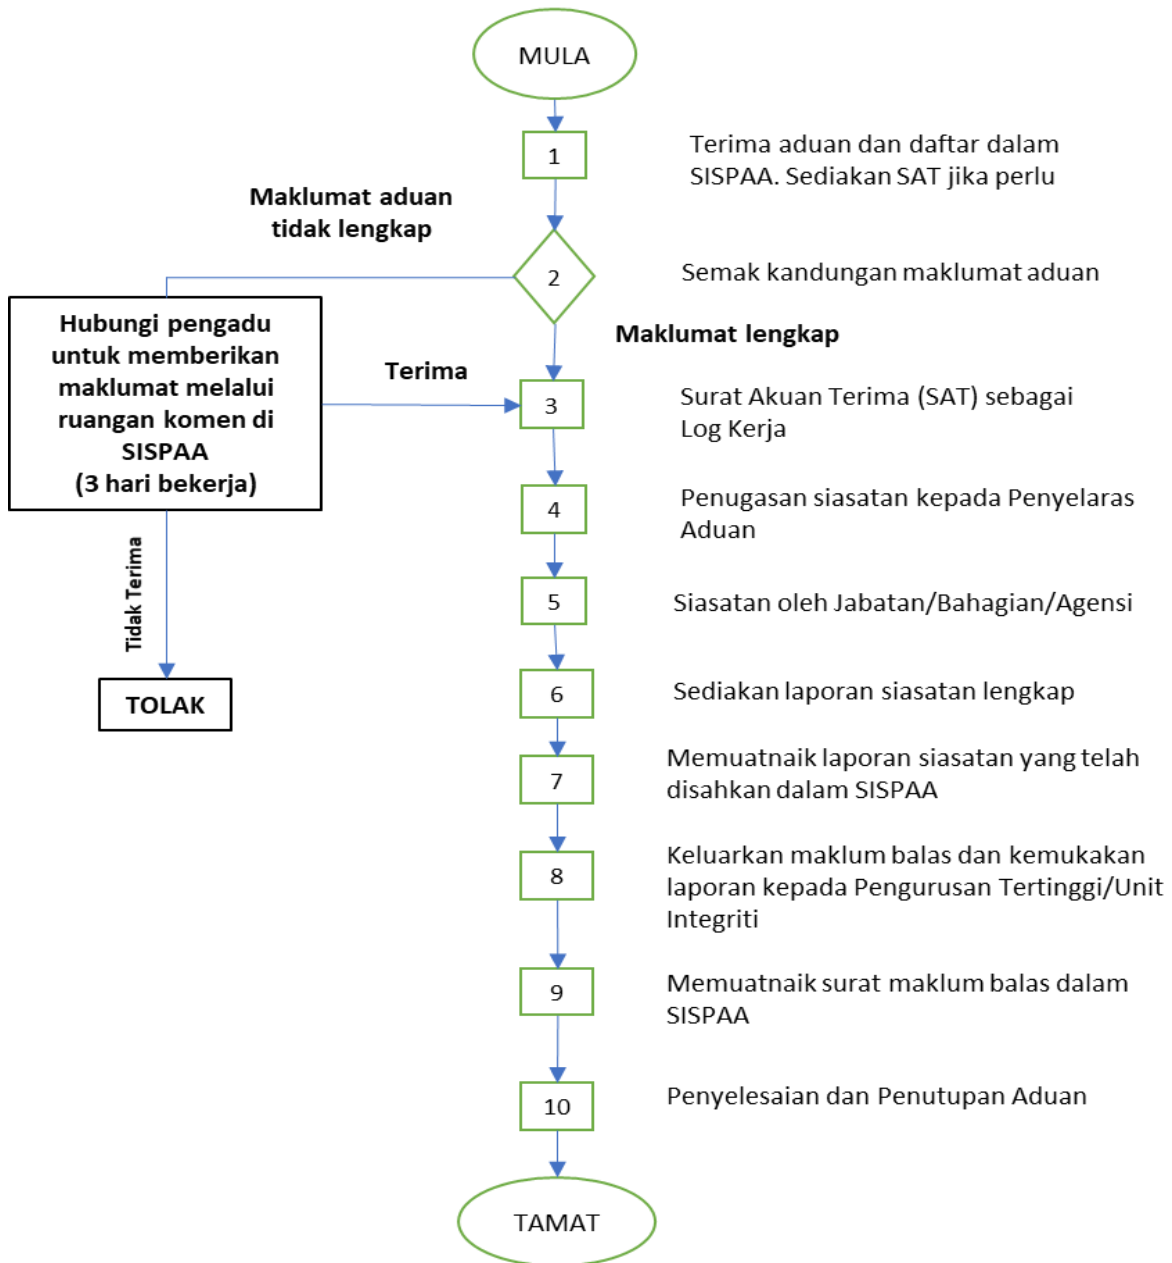 MULA
1
Terima aduan dan daftar dalam
SISPAA. Sediakan SAT jika perlu
Maklumat aduan
tidak lengkap
2
Semak kandungan maklumat aduan
Hubungi pengadu
untuk memberikan
maklumat melalui
ruangan komen di
SISPAA
(3 hari bekerja)
Maklumat lengkap
Terima
3
Surat Akuan Terima (SAT) sebagai
Log Kerja
4
Penugasan siasatan kepada Penyelaras
Aduan
Tidak Terima
5
Siasatan oleh Jabatan/Bahagian/Agensi
TOLAK
6
Sediakan laporan siasatan lengkap
7
Memuatnaik laporan siasatan yang telah
disahkan dalam SISPAA
8
Keluarkan maklum balas dan kemukakan
laporan kepada Pengurusan Tertinggi/Unit
Integriti
9
Memuatnaik surat maklum balas dalam
SISPAA
10
Penyelesaian dan Penutupan Aduan
TAMAT